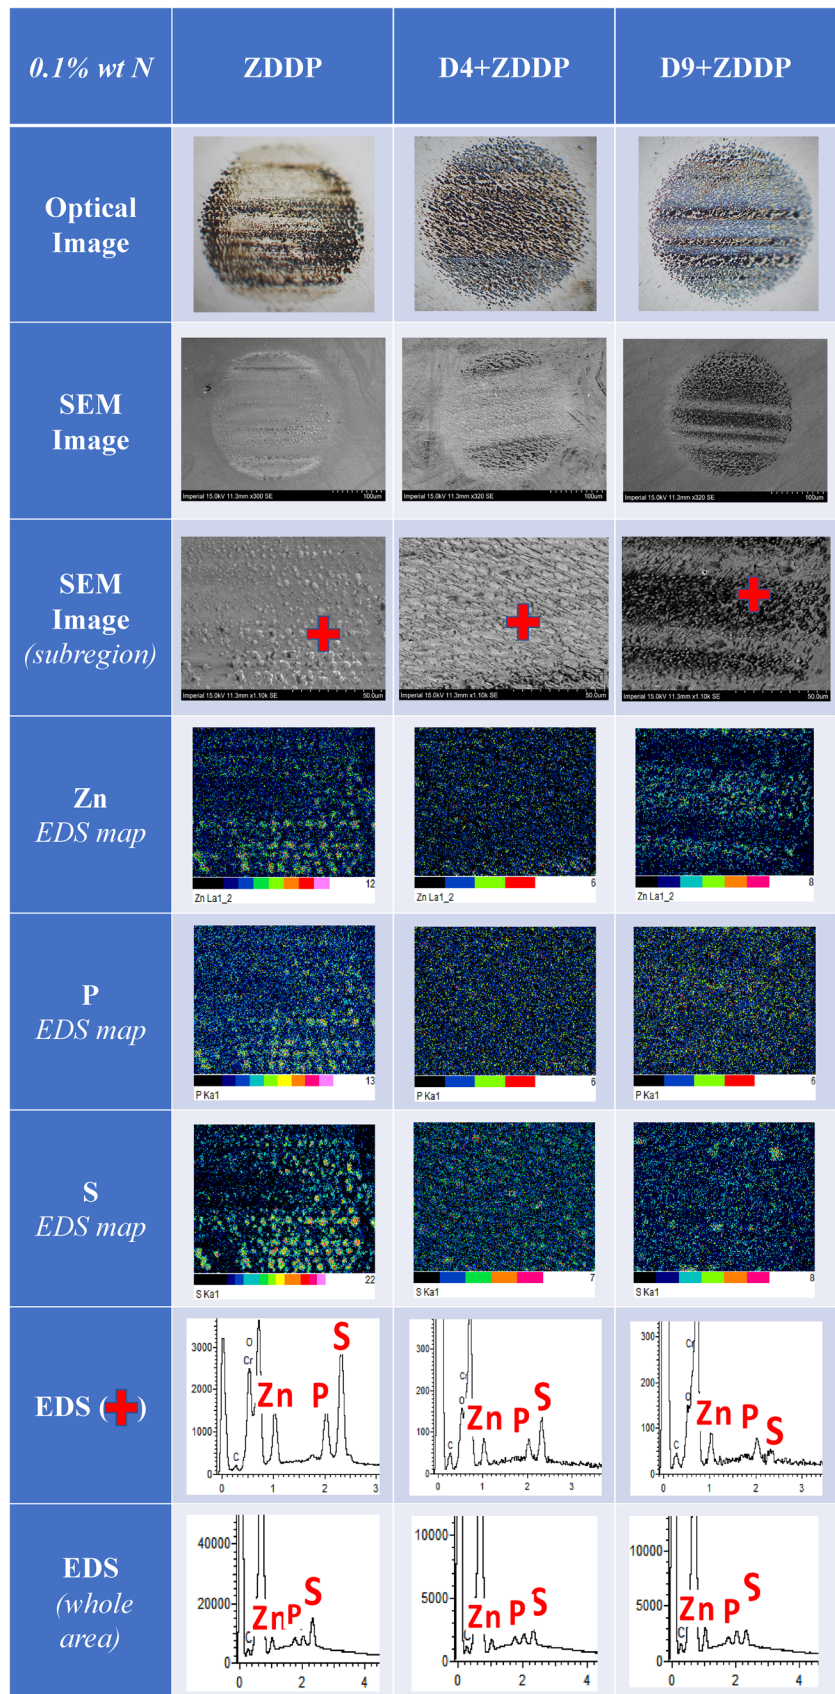 0.1% wt N
ZDDP
D4+ZDDP
D9+ZDDP
Optical
Image
SEM
Image
Imperial 15.0kV 11.3mm x300 SE
100um
Imperial 15.0kV 11.3mm x320 SE
100um
Imperial 15.0kV 11.3mm x320 SE
100um
SEM
Image
(subregion)
Imperial 15.0kV 11.3mm x1.10k SE
50.0um
Imperial 15.0kV 11.3mm x1.10k SE
50.0um
Imperial 15.0kV 11.3mm x1.10k SE
50.0um
Zn
EDS map
12
Zn La1_2
6
Zn La1_2
8
Zn La1_2
P
EDS map
13
P Ka1
6
P Ka1
6
P Ka1
S
EDS map
22
S Ka1
7
S Ka1
8
S Ka1
EDS ( )
3000
2000
1000
0
C
Cr
O
Zn
P
S
0 1 2 3
300
200
100
0
C
O
Cr
Zn
P
S
0 1 2 3
300
200
100
0
C
O
Cr
Zn
P
S
0 1 2 3
EDS
(whole
area)
40000
20000
0
C
Zn
P
S
0 2 4
10000
5000
0
Zn
P
S
0 2 4
10000
5000
0
C
Zn
P
S
0 2 4